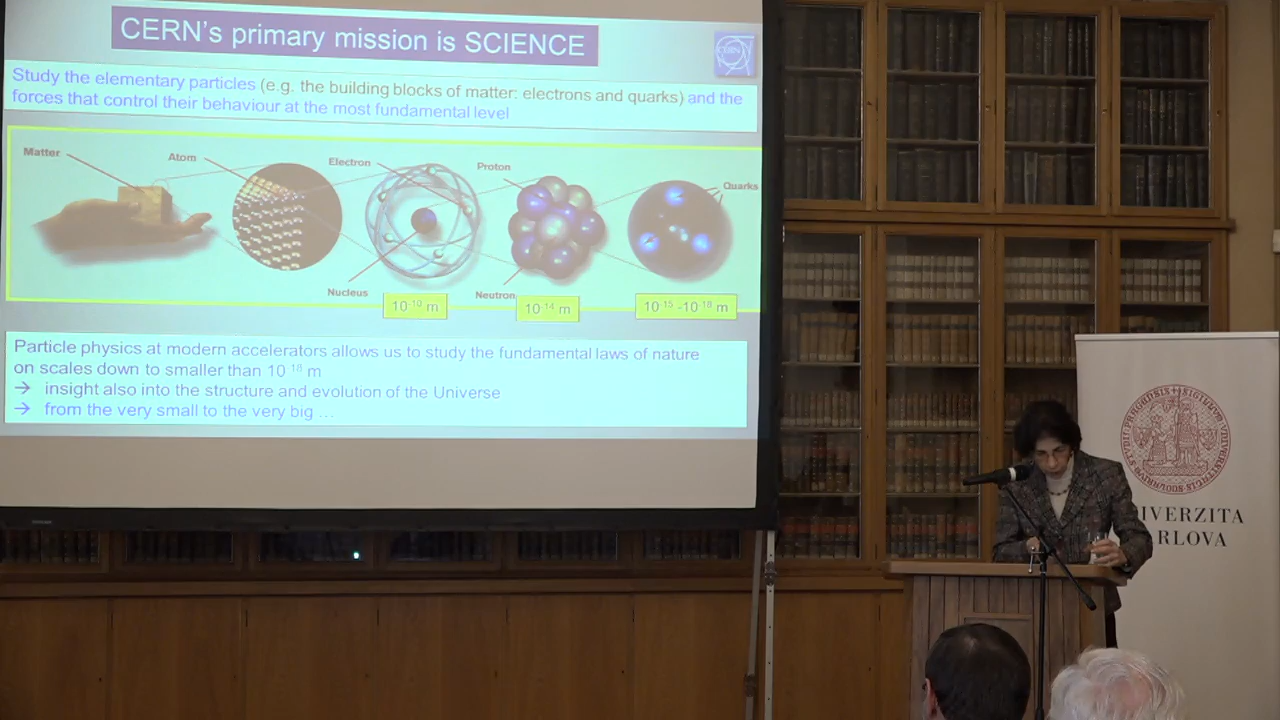 CERN's primary mission is SCIENCE
CERN
Study the elementary particles (e.g. the building blocks of matter: electrons and quarks) and the
forces that control their behaviour at the most fundamental level
Matter
Atom
Electron
Proton
Quarks
Nucleus
Neutron
10⁻¹⁰ m
10⁻¹⁴ m
10⁻¹⁵ -10⁻¹⁸ m
Particle physics at modern accelerators allows us to study the fundamental laws of nature
on scales down to smaller than 10 ¹⁸ m
→ insight also into the structure and evolution of the Universe
→ from the very small to the very big …
IVERZITA
RLOVA